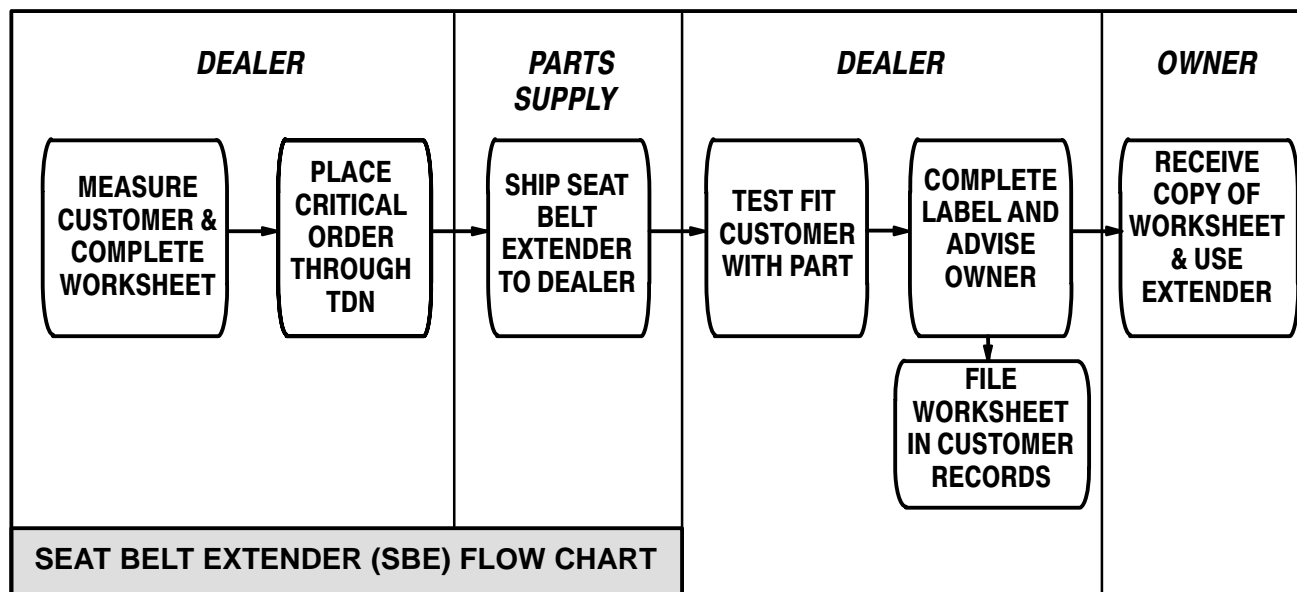 DEALER
PARTS
SUPPLY
DEALER
OWNER
MEASURE
CUSTOMER &
COMPLETE
WORKSHEET
PLACE
CRITICAL
ORDER
THROUGH
TDN
SHIP SEAT
BELT
EXTENDER
TO DEALER
TEST FIT
CUSTOMER
WITH PART
COMPLETE
LABEL AND
ADVISE
OWNER
RECEIVE
COPY OF
WORKSHEET
& USE
EXTENDER
FILE
WORKSHEET
IN CUSTOMER
RECORDS
SEAT BELT EXTENDER (SBE) FLOW CHART